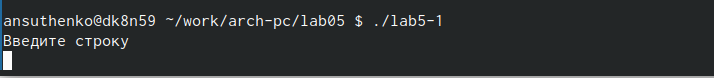 ansuthenko@dk8n59 ~/work/arch-pc/lab05 $ ./lab5-1
Введите строку